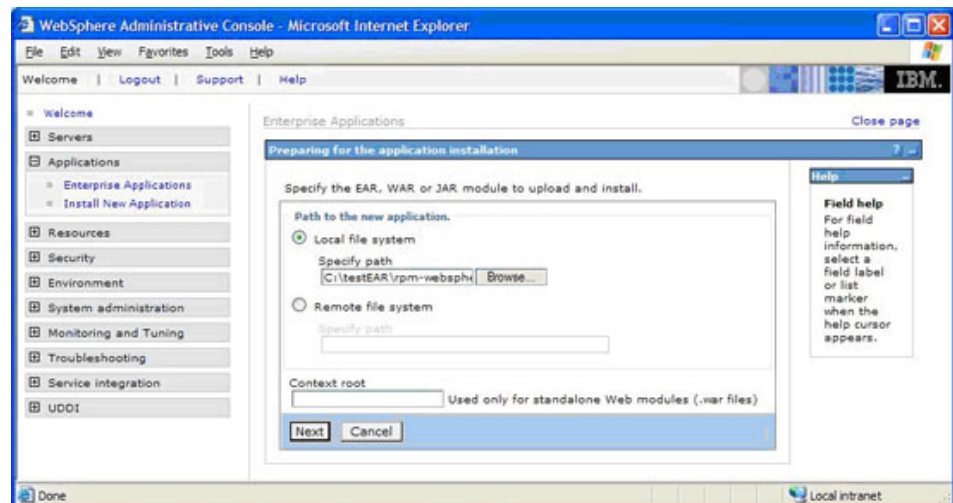 WebSphere Administrative Console - Microsoft Internet Explorer
File Edit View Favorites Tools Help
Welcome | Logout | Support | Help
IBM.
Welcome
Servers
Applications
Enterprise Applications
Install New Application
Resources
Security
Environment
System administration
Monitoring and Tuning
Troubleshooting
Service integration
UDDI
Enterprise Applications
Close page
Preparing for the application installation
? -
Specify the EAR, WAR or JAR module to upload and install.
Path to the new application.
Local file system
Specify path
C:\testEAR\rpm-websphe
Browse...
Remote file system
Specify path
Context root
Used only for standalone Web modules (.war files)
Next
Cancel
Help
-
Field help
For field
help
information,
select a
field label
or list
marker
when the
help cursor
appears.
Done
Local intranet